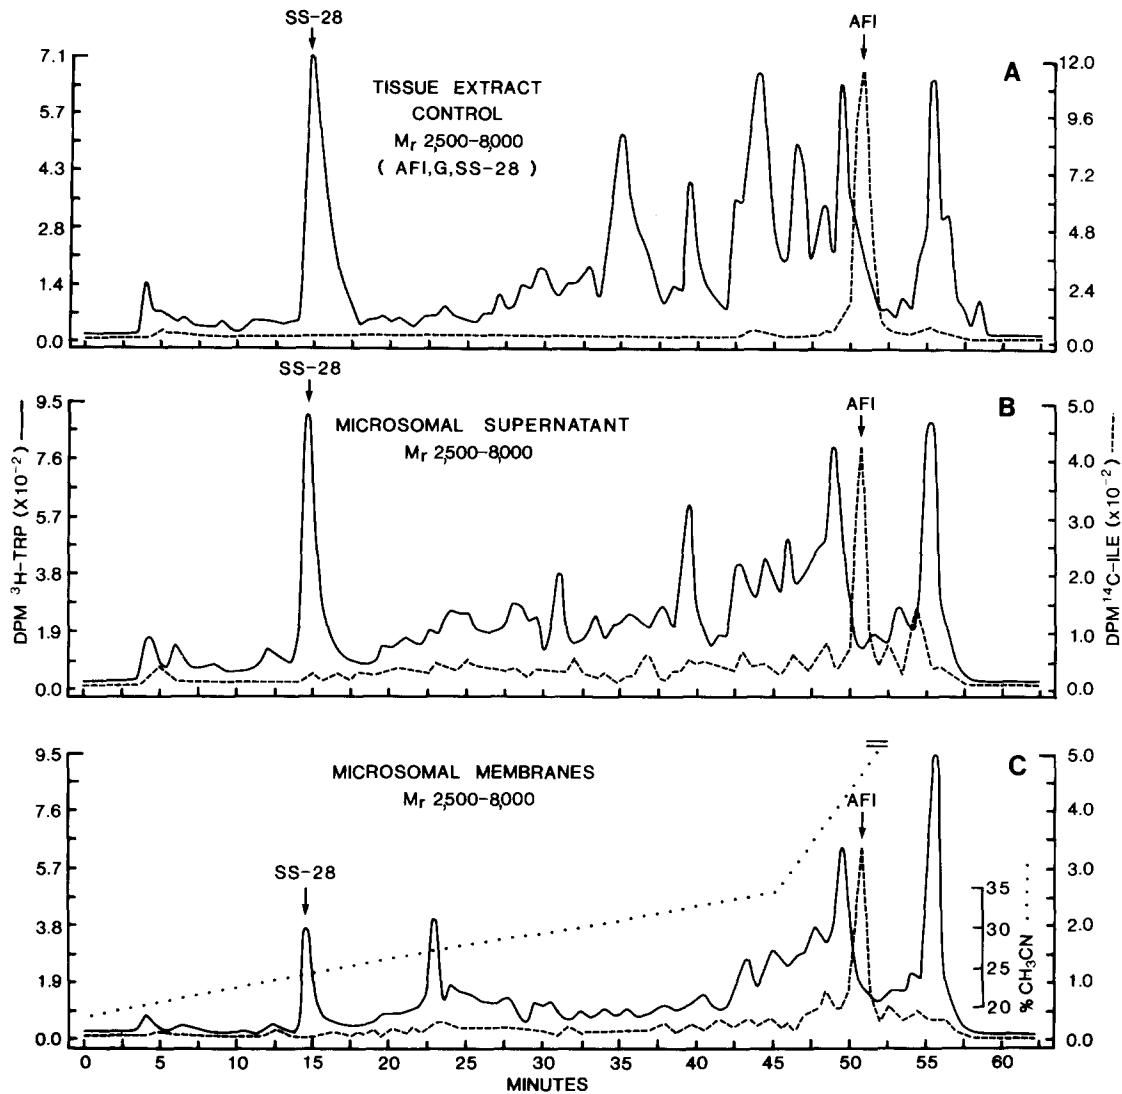 SS-28
AFI
A
TISSUE EXTRACT
CONTROL
Mr 2,500-8,000
( AFI,G,SS-28 )
7.1
5.7
4.3
2.8
1.4
0.0
12.0
9.6
7.2
4.8
2.4
0.0
SS-28
AFI
B
MICROSOMAL SUPERNATANT
Mr 2,500-8,000
9.5
7.6
5.7
3.8
1.9
0.0
5.0
4.0
3.0
2.0
1.0
0.0
DPM ³H-TRP (X10⁻²)
DPM ¹⁴C-ILE (x10⁻²)
C
MICROSOMAL MEMBRANES
Mr 2,500-8,000
SS-28
AFI
9.5
7.6
5.7
3.8
1.9
0.0
5.0
4.0
3.0
2.0
1.0
0.0
35
30
25
20
% CH₃CN
0 5 10 15 20 25 30 35 40 45 50 55 60
MINUTES